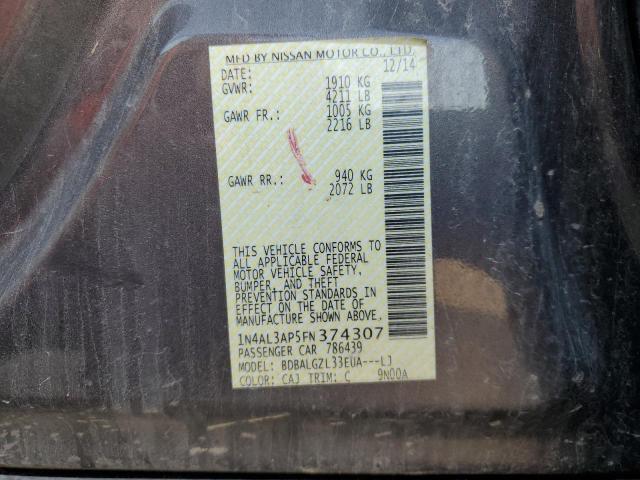 MFD BY NISSAN MOTOR CO., LTD.
DATE: 12/14
GVWR: 1910 KG
4211 LB
GAWR FR.: 1005 KG
2216 LB
GAWR RR.: 940 KG
2072 LB
THIS VEHICLE CONFORMS TO
ALL APPLICABLE FEDERAL
MOTOR VEHICLE SAFETY,
BUMPER, AND THEFT
PREVENTION STANDARDS IN
EFFECT ON THE DATE OF
MANUFACTURE SHOWN ABOVE.
1N4AL3AP5FN374307
PASSENGER CAR 786439
MODEL: BDBALGZL33EUA---LJ
COLOR: CAJ TRIM: C 9N00A